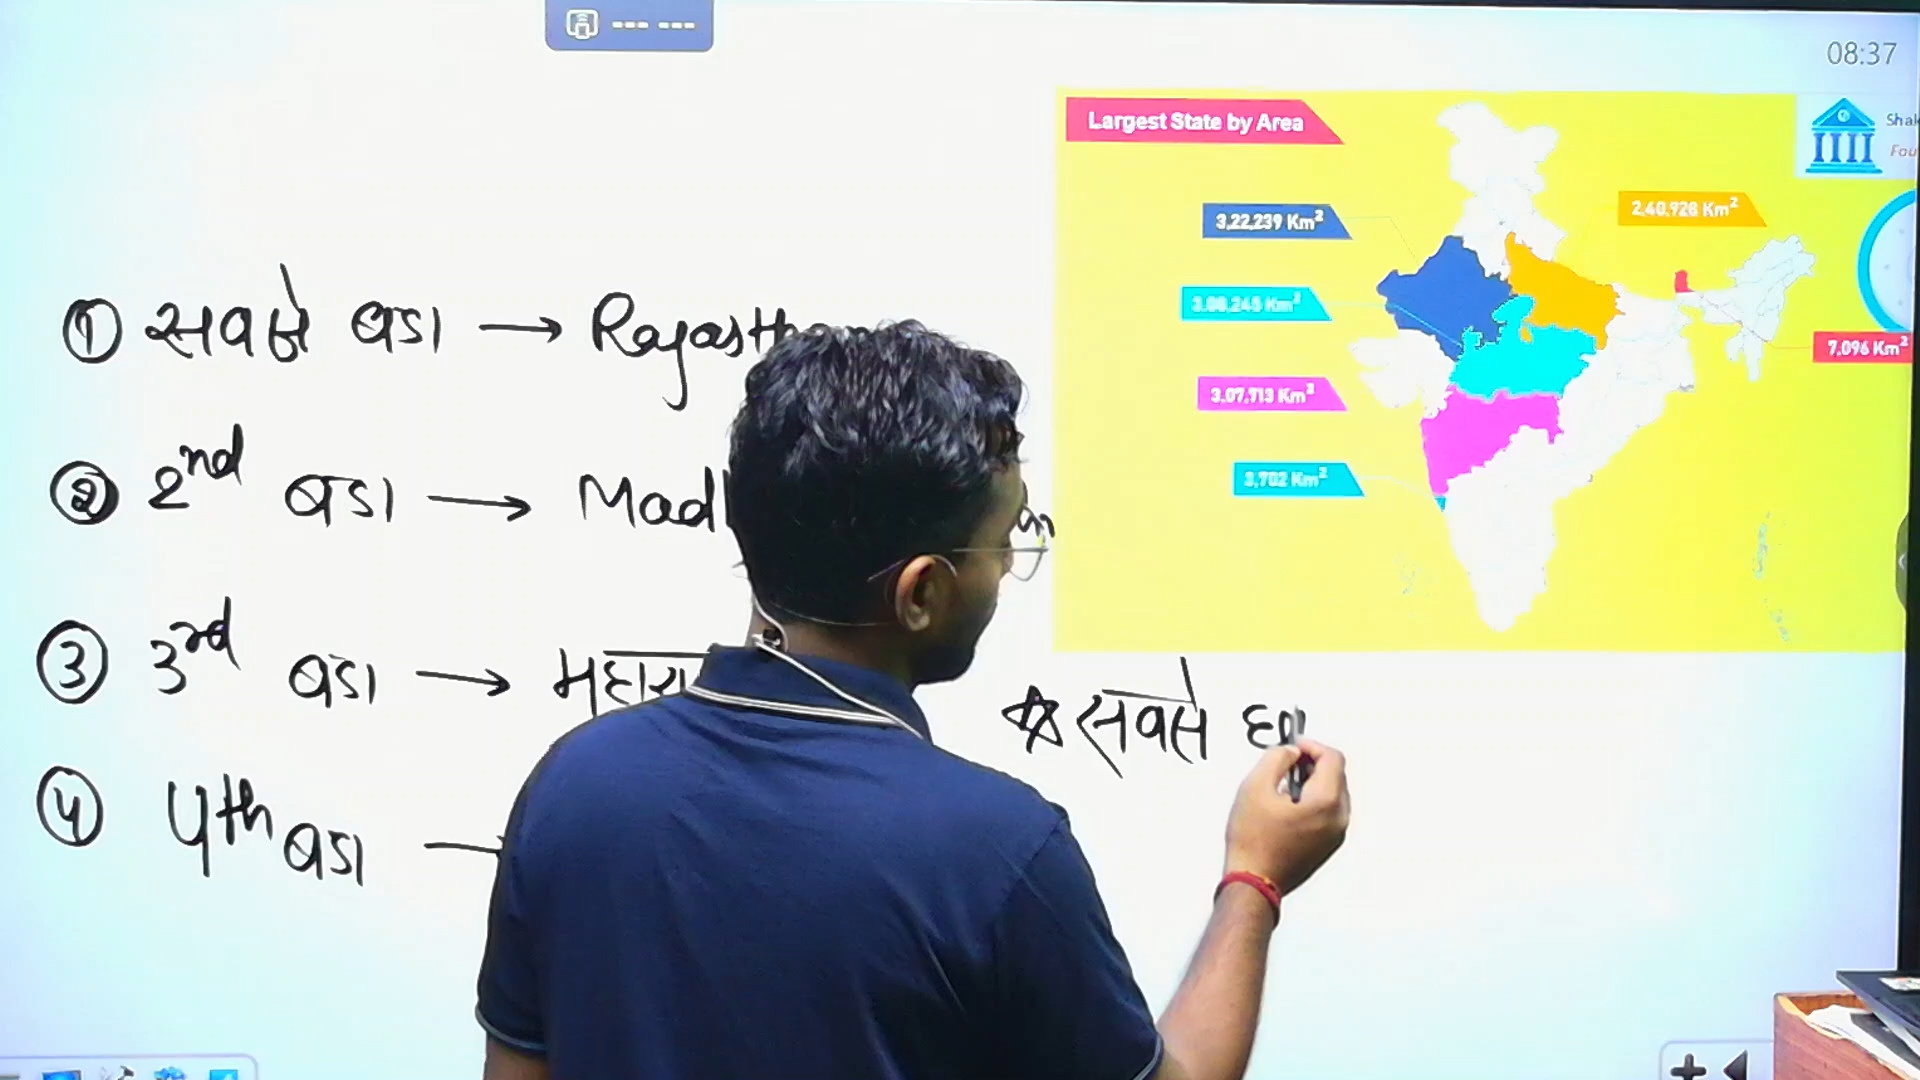 08:37
Largest State by Area
Shak
Fou
3,22,239 Km²
2,40,928 Km²
3,08,245 Km²
7,096 Km²
3,07,713 Km²
3,702 Km²
① सबसे बडा → Rajasth
② 2nd बडा → Mad
③ 3rd बडा → महारा
④ 4th बडा →
☆ सबसे